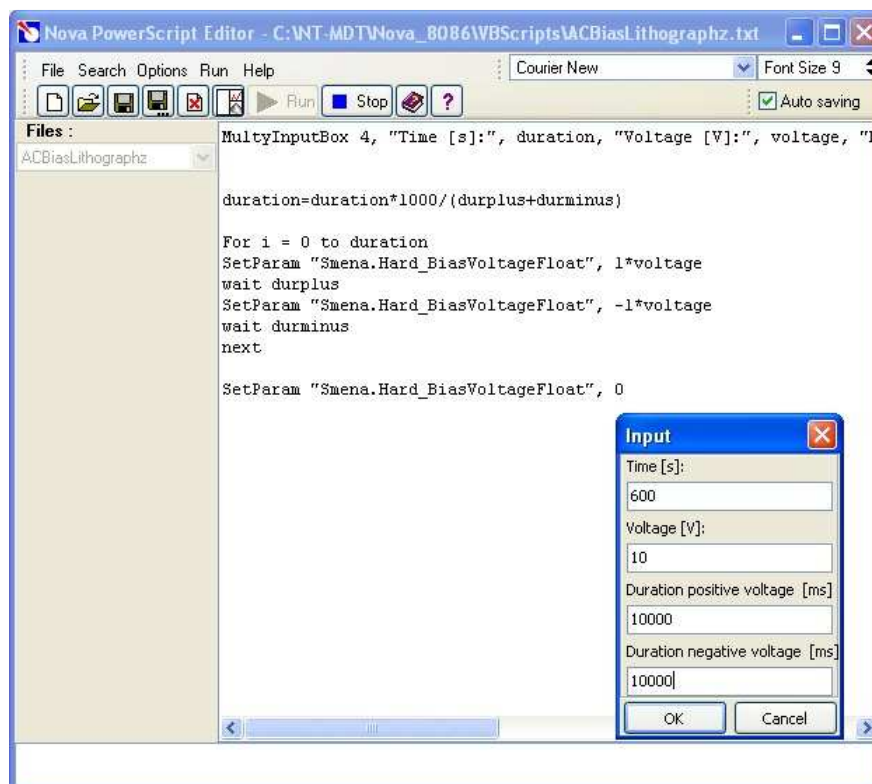 Nova PowerScript Editor - C:\NT-MDT\Nova_8086\VBScripts\ACBiasLithographz.txt
File Search Options Run Help
Courier New
Font Size 9
Run
Stop
?
Auto saving
Files :
ACBiasLithographz
MultyInputBox 4, "Time [s]:", duration, "Voltage [V]:", voltage, "
duration=duration*1000/(durplus+durminus)
For i = 0 to duration
SetParam "Smena.Hard_BiasVoltageFloat", 1*voltage
wait durplus
SetParam "Smena.Hard_BiasVoltageFloat", -1*voltage
wait durminus
next
SetParam "Smena.Hard_BiasVoltageFloat", 0
Input
Time [s]:
600
Voltage [V]:
10
Duration positive voltage [ms]
10000
Duration negative voltage [ms]
10000
OK
Cancel